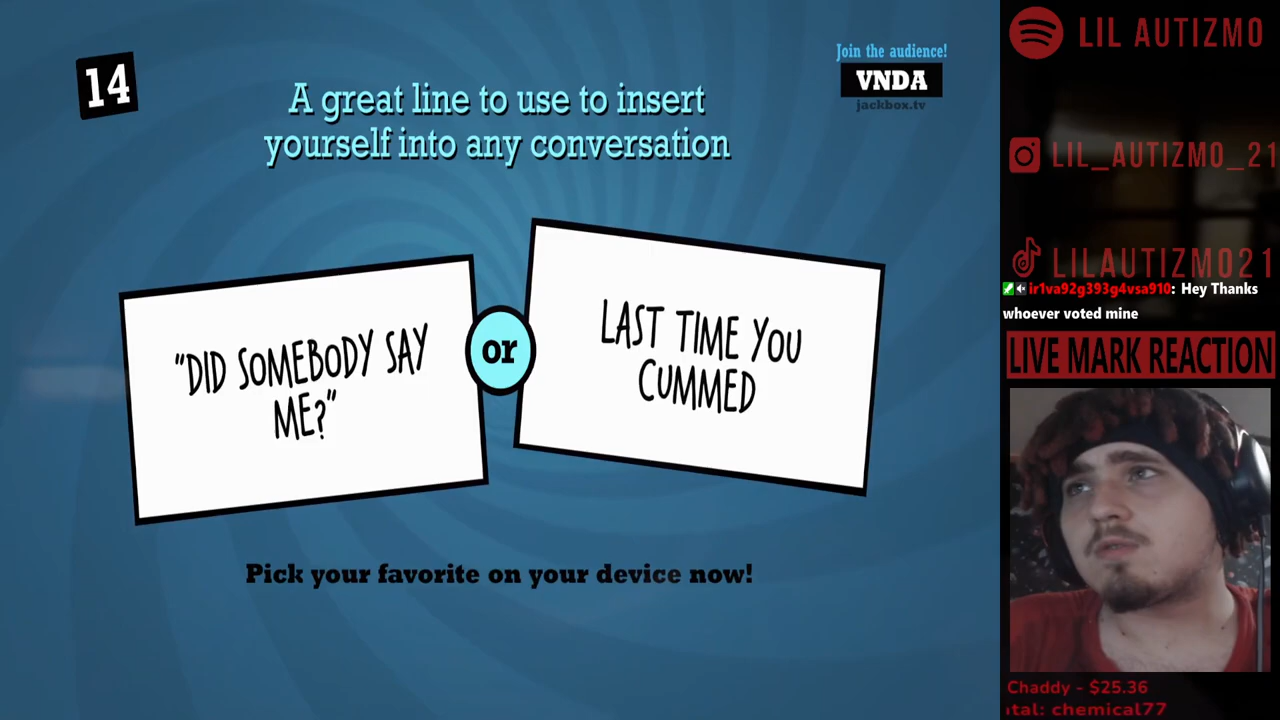 14
A great line to use to insert
yourself into any conversation
Join the audience!
VNDA
jackbox.tv
"DID SOMEBODY SAY
ME?"
or
LAST TIME YOU
CUMMED
Pick your favorite on your device now!
LIL AUTIZMO
LIL_AUTIZMO_21
LILAUTIZMO21
ir1va92g393g4vsa910: Hey Thanks
whoever voted mine
LIVE MARK REACTION
Chaddy - $25.36
otal: chemical77